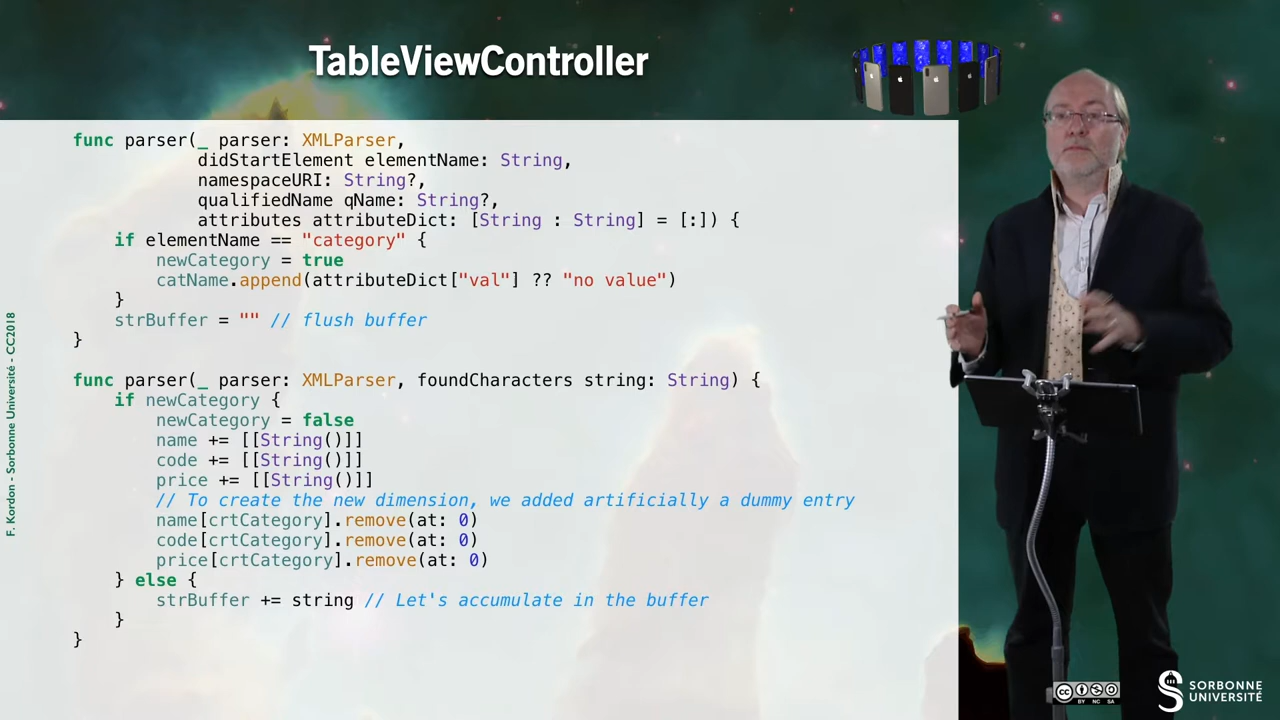 TableViewController
func parser(_ parser: XMLParser,
didStartElement elementName: String,
namespaceURI: String?,
qualifiedName qName: String?,
attributes attributeDict: [String : String] = [:]) {
if elementName == "category" {
newCategory = true
catName.append(attributeDict["val"] ?? "no value")
}
strBuffer = "" // flush buffer
}
func parser(_ parser: XMLParser, foundCharacters string: String) {
if newCategory {
newCategory = false
name += [[String()]]
code += [[String()]]
price += [[String()]]
// To create the new dimension, we added artificially a dummy entry
name[crtCategory].remove(at: 0)
code[crtCategory].remove(at: 0)
price[crtCategory].remove(at: 0)
} else {
strBuffer += string // Let's accumulate in the buffer
}
}
F. Kordon - Sorbonne Université - CC2018
CC BY NC SA
SORBONNE
UNIVERSITÉ